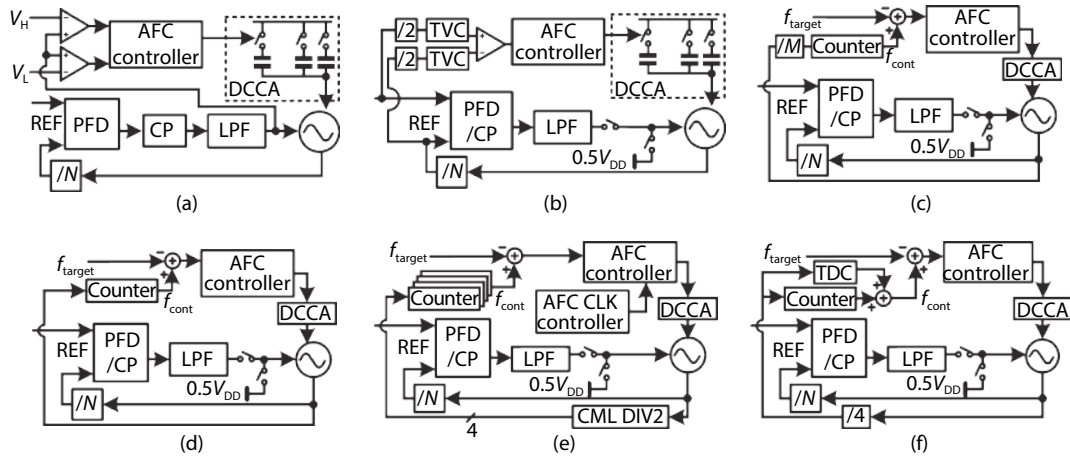 V_H
V_L
AFC controller
DCCA
REF
PFD
CP
LPF
/N
(a)
/2
TVC
/2
TVC
AFC controller
DCCA
REF
PFD /CP
LPF
0.5V_DD
/N
(b)
f_target
/M
Counter
f_cont
AFC controller
DCCA
REF
PFD /CP
LPF
0.5V_DD
/N
(c)
f_target
Counter
f_cont
AFC controller
DCCA
REF
PFD /CP
LPF
0.5V_DD
/N
(d)
f_target
Counter
f_cont
AFC controller
AFC CLK controller
DCCA
REF
PFD /CP
LPF
0.5V_DD
/N
4
CML DIV2
(e)
f_target
TDC
Counter
f_cont
AFC controller
DCCA
REF
PFD /CP
LPF
0.5V_DD
/N
/4
(f)